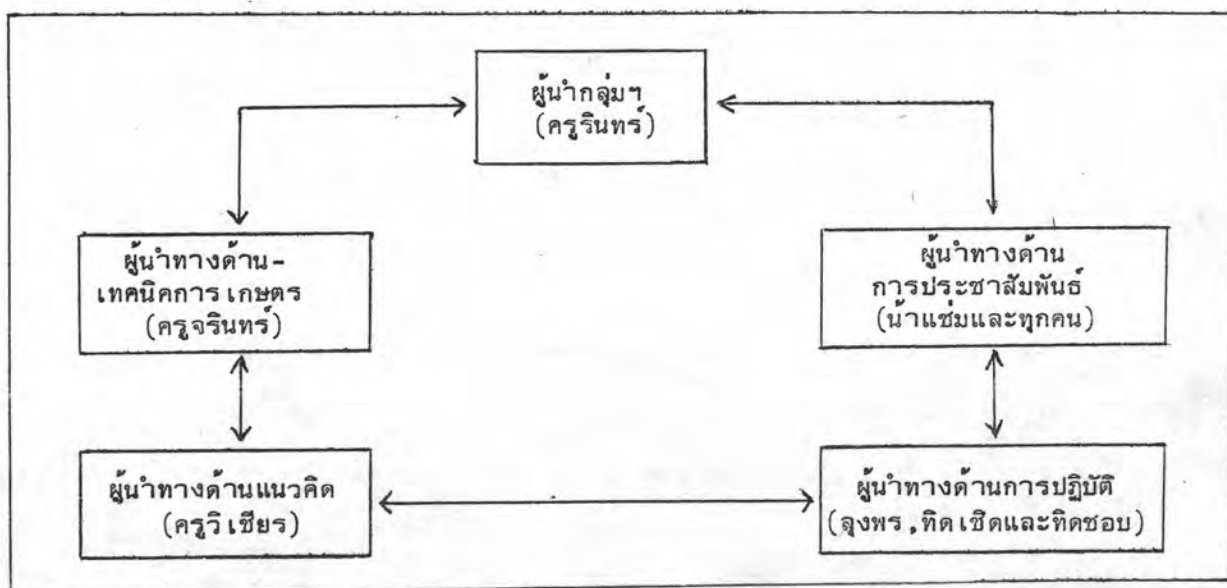 ผู้นำกลุ่มฯ
(ครูรินทร์)
ผู้นำทางด้าน-
เทคนิคการเกษตร
(ครูจรินทร์)
ผู้นำทางด้าน
การประชาสัมพันธ์
(น้าแช่มและทุกคน)
ผู้นำทางด้านแนวคิด
(ครูวิเชียร)
ผู้นำทางด้านการปฏิบัติ
(ลุงพร,ทิดเชิดและทิดชอบ)